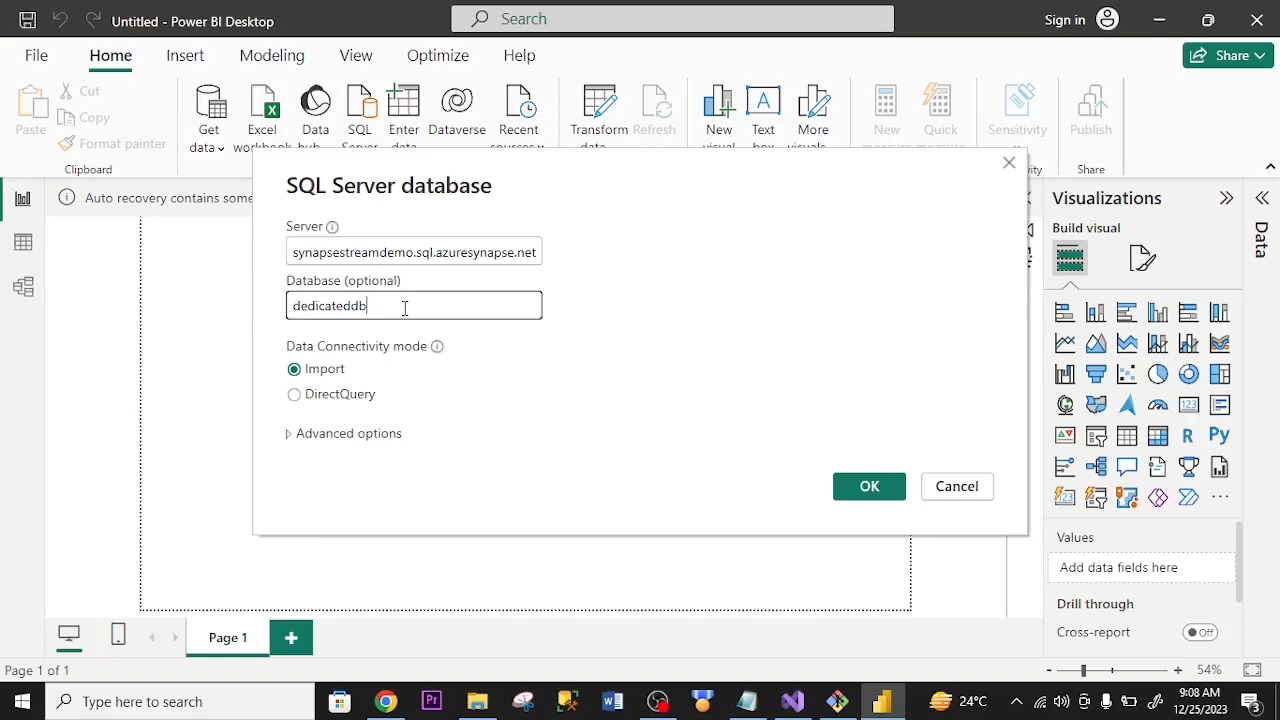 Untitled - Power BI Desktop
Search
Sign in
File Home Insert Modeling View Optimize Help
Share
Paste
Cut
Copy
Format painter
Clipboard
Get data
Excel
Data
SQL
Enter
Dataverse
Recent
Transform
Refresh
New
Text
More
New
Quick
Sensitivity
Publish
Share
Auto recovery contains some
SQL Server database
Server
synapsestreamdemo.sql.azuresynapse.net
Database (optional)
dedicateddb
Data Connectivity mode
Import
DirectQuery
Advanced options
OK Cancel
Visualizations
Build visual
123
R
Py
123
Values
Add data fields here
Drill through
Cross-report
Off
Data
Page 1
Page 1 of 1
54%
Type here to search
Pr
24°C
9:08 AM
12/25/2023
3